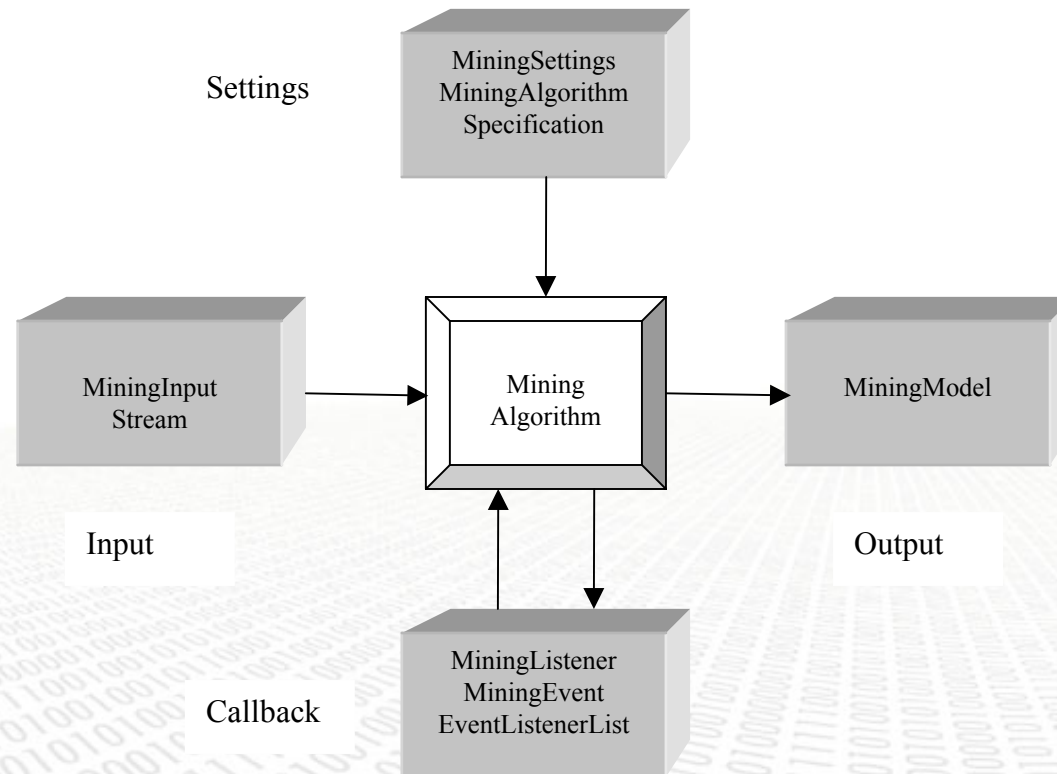 Settings
MiningSettings
MiningAlgorithm
Specification
MiningInput
Stream
Mining
Algorithm
MiningModel
Input
Output
Callback
MiningListener
MiningEvent
EventListenerList